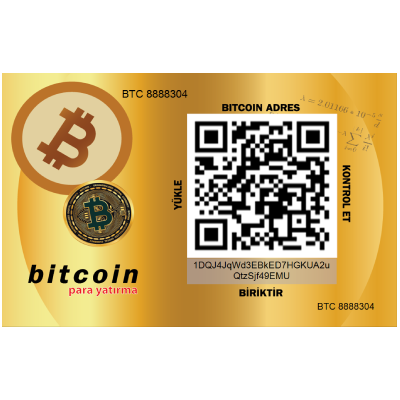 BTC 8888304
BITCOIN ADRES
YÜKLE
KONTROL ET
1DQJ4JqWd3EBkED7HGKUA2u
QtzSjf49EMU
BİRİKTİR
bitcoin
para yatırma
BTC 8888304